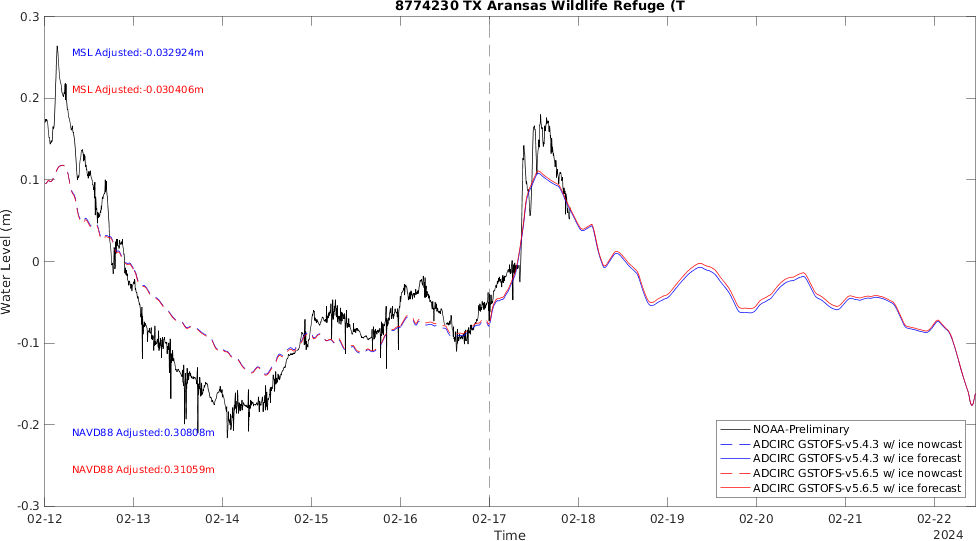 8774230 TX Aransas Wildlife Refuge (T
0.3
MSL Adjusted:-0.032924m
MSL Adjusted:-0.030406m
0.2
0.1
0
-0.1
-0.2
-0.3
Water Level (m)
NAVD88 Adjusted:0.30808m
NAVD88 Adjusted:0.31059m
NOAA-Preliminary
ADCIRC GSTOFS-v5.4.3 w/ ice nowcast
ADCIRC GSTOFS-v5.4.3 w/ ice forecast
ADCIRC GSTOFS-v5.6.5 w/ ice nowcast
ADCIRC GSTOFS-v5.6.5 w/ ice forecast
02-12 02-13 02-14 02-15 02-16 02-17 02-18 02-19 02-20 02-21 02-22
Time
2024